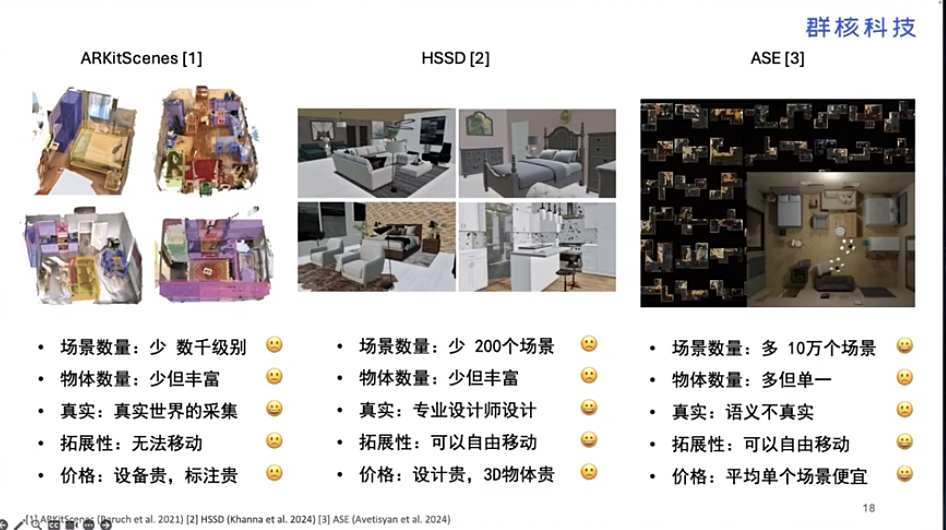 群核科技
ARKitScenes [1]
HSSD [2]
ASE [3]
• 场景数量：少 数千级别
• 物体数量：少但丰富
• 真实：真实世界的采集
• 拓展性：无法移动
• 价格：设备贵，标注贵
• 场景数量：少 200个场景
• 物体数量：少但丰富
• 真实：专业设计师设计
• 拓展性：可以自由移动
• 价格：设计贵，3D物体贵
• 场景数量：多 10万个场景
• 物体数量：多但单一
• 真实：语义不真实
• 拓展性：可以自由移动
• 价格：平均单个场景便宜
18
[1] ARKitScenes (Baruch et al. 2021) [2] HSSD (Khanna et al. 2024) [3] ASE (Avetisyan et al. 2024)